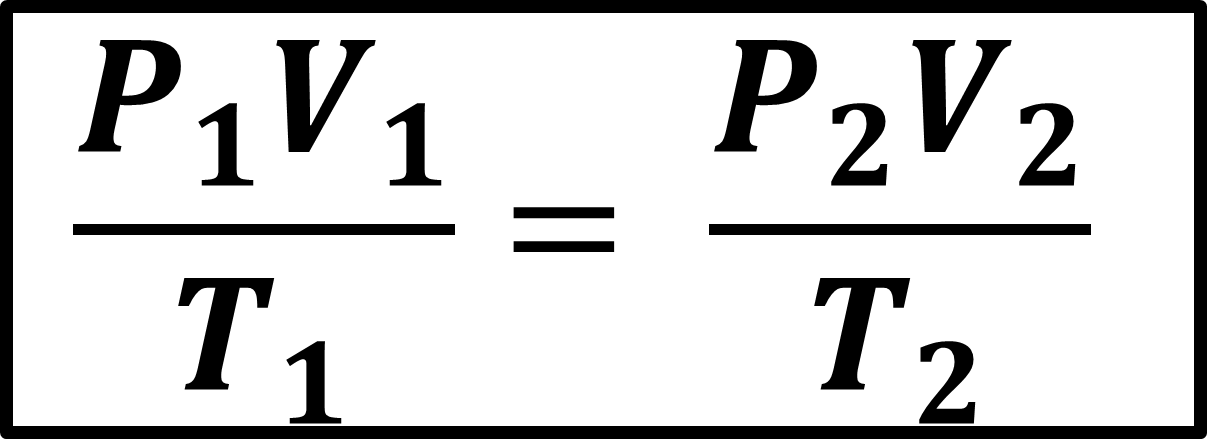 P₁V₁/T₁ = P₂V₂/T₂